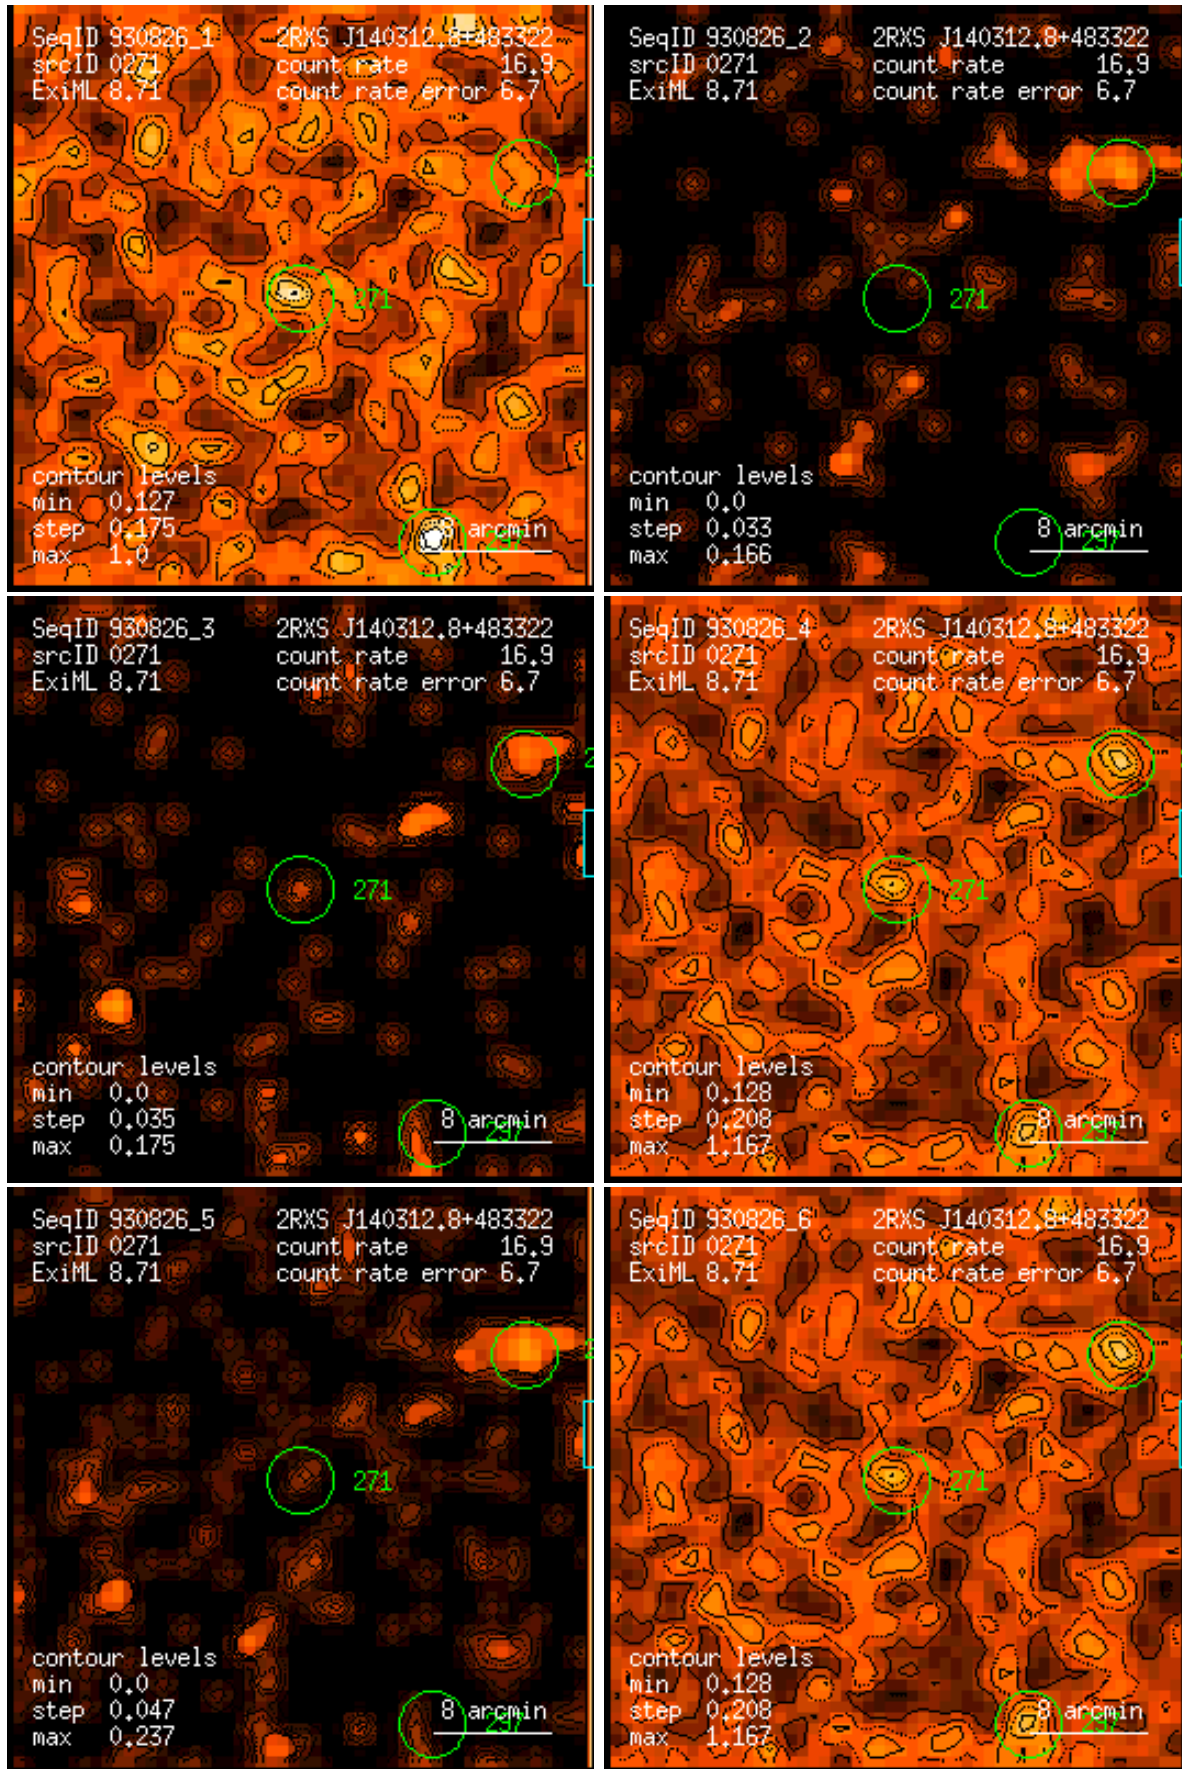 SeqID 930826_1 2RXS J140312.8+483322
srcID 0271 count rate 16.9
ExiML 8.71 count rate error 6.7
271
contour levels
min 0.127
step 0.175
max 1.0
8 arcmin
297
SeqID 930826_2 2RXS J140312.8+483322
srcID 0271 count rate 16.9
ExiML 8.71 count rate error 6.7
271
contour levels
min 0.0
step 0.033
max 0.166
8 arcmin
297
SeqID 930826_3 2RXS J140312.8+483322
srcID 0271 count rate 16.9
ExiML 8.71 count rate error 6.7
2
271
contour levels
min 0.0
step 0.035
max 0.175
8 arcmin
297
SeqID 930826_4 2RXS J140312.8+483322
srcID 0271 count rate 16.9
ExiML 8.71 count rate error 6.7
271
contour levels
min 0.128
step 0.208
max 1.167
8 arcmin
297
SeqID 930826_5 2RXS J140312.8+483322
srcID 0271 count rate 16.9
ExiML 8.71 count rate error 6.7
2
271
contour levels
min 0.0
step 0.047
max 0.237
8 arcmin
297
SeqID 930826_6 2RXS J140312.8+483322
srcID 0271 count rate 16.9
ExiML 8.71 count rate error 6.7
271
contour levels
min 0.128
step 0.208
max 1.167
8 arcmin
297